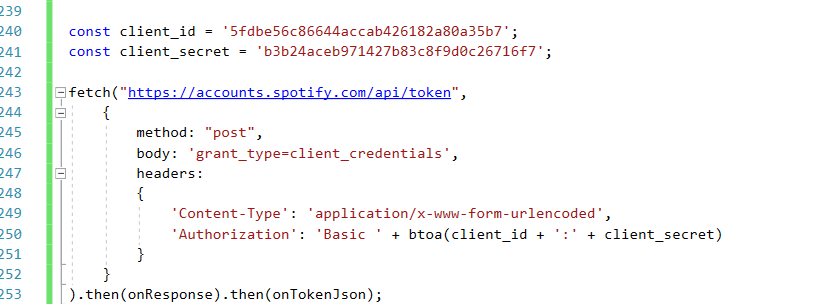 239
240 const client_id = '5fdbe56c86644accab426182a80a35b7';
241 const client_secret = 'b3b24aceb971427b83c8f9d0c26716f7';
242
243 fetch("https://accounts.spotify.com/api/token",
244 {
245 method: "post",
246 body: 'grant_type=client_credentials',
247 headers:
248 {
249 'Content-Type': 'application/x-www-form-urlencoded',
250 'Authorization': 'Basic ' + btoa(client_id + ':' + client_secret)
251 }
252 }
253 ).then(onResponse).then(onTokenJson);